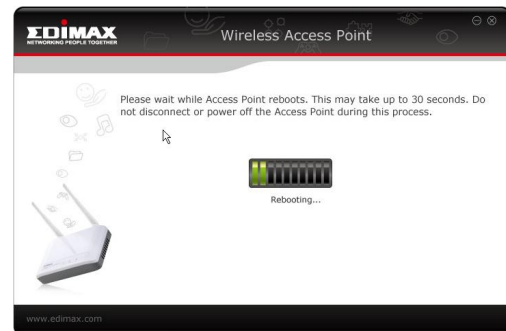 EDIMAX
NETWORKING PEOPLE TOGETHER
Wireless Access Point
Please wait while Access Point reboots. This may take up to 30 seconds. Do
not disconnect or power off the Access Point during this process.
Rebooting...
www.edimax.com